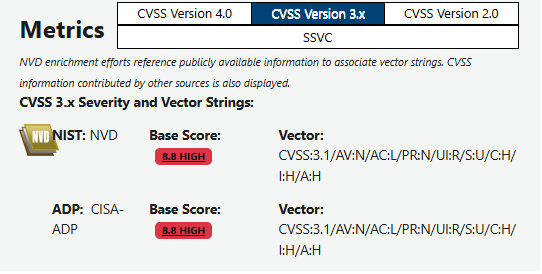 Metrics
CVSS Version 4.0 CVSS Version 3.x CVSS Version 2.0
SSVC
NVD enrichment efforts reference publicly available information to associate vector strings. CVSS
information contributed by other sources is also displayed.
CVSS 3.x Severity and Vector Strings:
NVD
NIST: NVD Base Score: Vector:
8.8 HIGH CVSS:3.1/AV:N/AC:L/PR:N/UI:R/S:U/C:H/
I:H/A:H
ADP: CISA- Base Score: Vector:
ADP 8.8 HIGH CVSS:3.1/AV:N/AC:L/PR:N/UI:R/S:U/C:H/
I:H/A:H